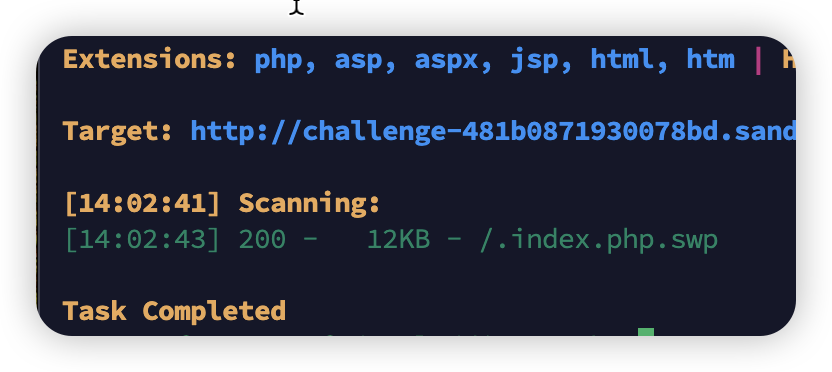 Extensions: php, asp, aspx, jsp, html, htm |
Target: http://challenge-481b0871930078bd.sand
[14:02:41] Scanning:
[14:02:43] 200 - 12KB - /.index.php.swp
Task Completed